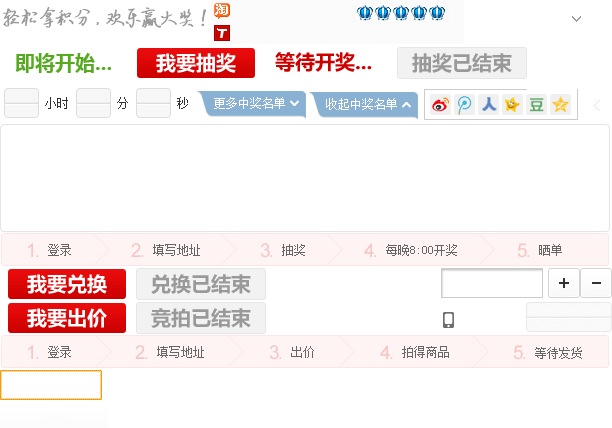 轻松拿积分，欢乐赢大奖！
淘
T
即将开始... 我要抽奖 等待开奖... 抽奖已结束
小时 分 秒 更多中奖名单 收起中奖名单 人 豆
1. 登录 2. 填写地址 3. 抽奖 4. 每晚8:00开奖 5. 晒单
我要兑换 兑换已结束 + −
我要出价 竞拍已结束
1. 登录 2. 填写地址 3. 出价 4. 拍得商品 5. 等待发货